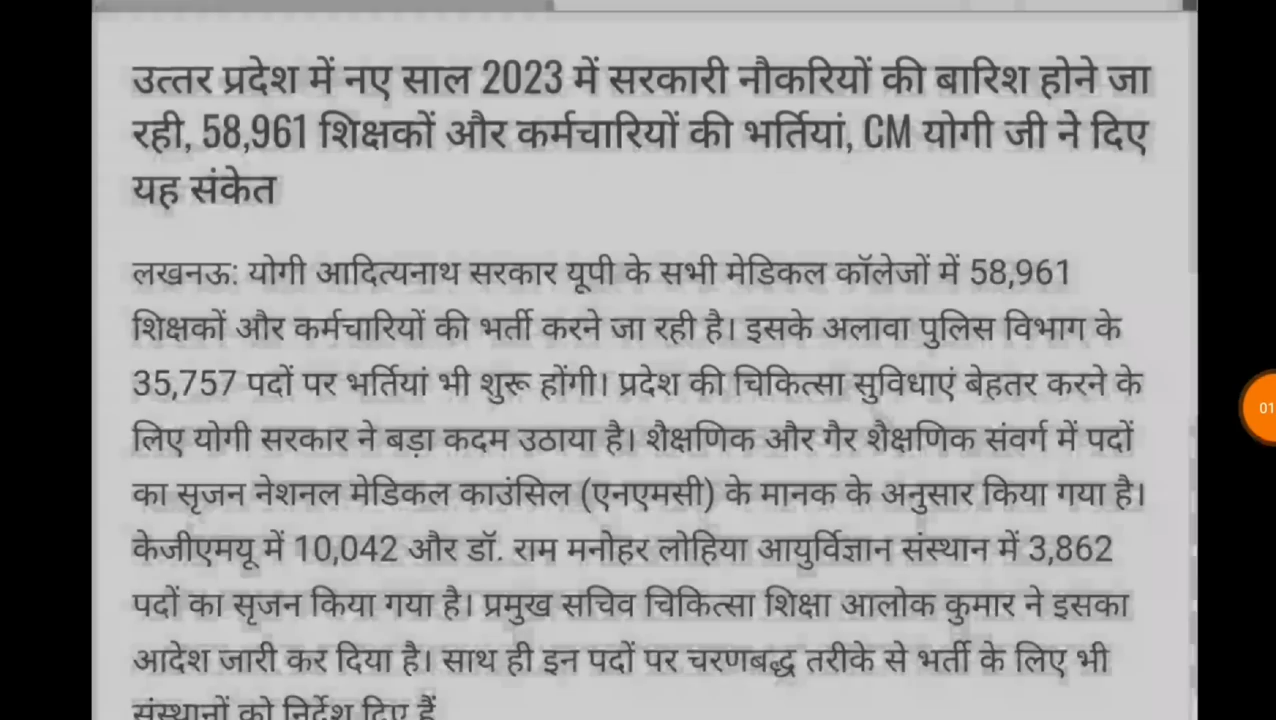 उत्तर प्रदेश में नए साल 2023 में सरकारी नौकरियों की बारिश होने जा
रही, 58,961 शिक्षकों और कर्मचारियों की भर्तियां, CM योगी जी ने दिए
यह संकेत
लखनऊ: योगी आदित्यनाथ सरकार यूपी के सभी मेडिकल कॉलेजों में 58,961
शिक्षकों और कर्मचारियों की भर्ती करने जा रही है। इसके अलावा पुलिस विभाग के
35,757 पदों पर भर्तियां भी शुरू होंगी। प्रदेश की चिकित्सा सुविधाएं बेहतर करने के
लिए योगी सरकार ने बड़ा कदम उठाया है। शैक्षणिक और गैर शैक्षणिक संवर्ग में पदों
का सृजन नेशनल मेडिकल काउंसिल (एनएमसी) के मानक के अनुसार किया गया है।
केजीएमयू में 10,042 और डॉ. राम मनोहर लोहिया आयुर्विज्ञान संस्थान में 3,862
पदों का सृजन किया गया है। प्रमुख सचिव चिकित्सा शिक्षा आलोक कुमार ने इसका
आदेश जारी कर दिया है। साथ ही इन पदों पर चरणबद्ध तरीके से भर्ती के लिए भी
संस्थानों को निर्देश दिए हैं
01